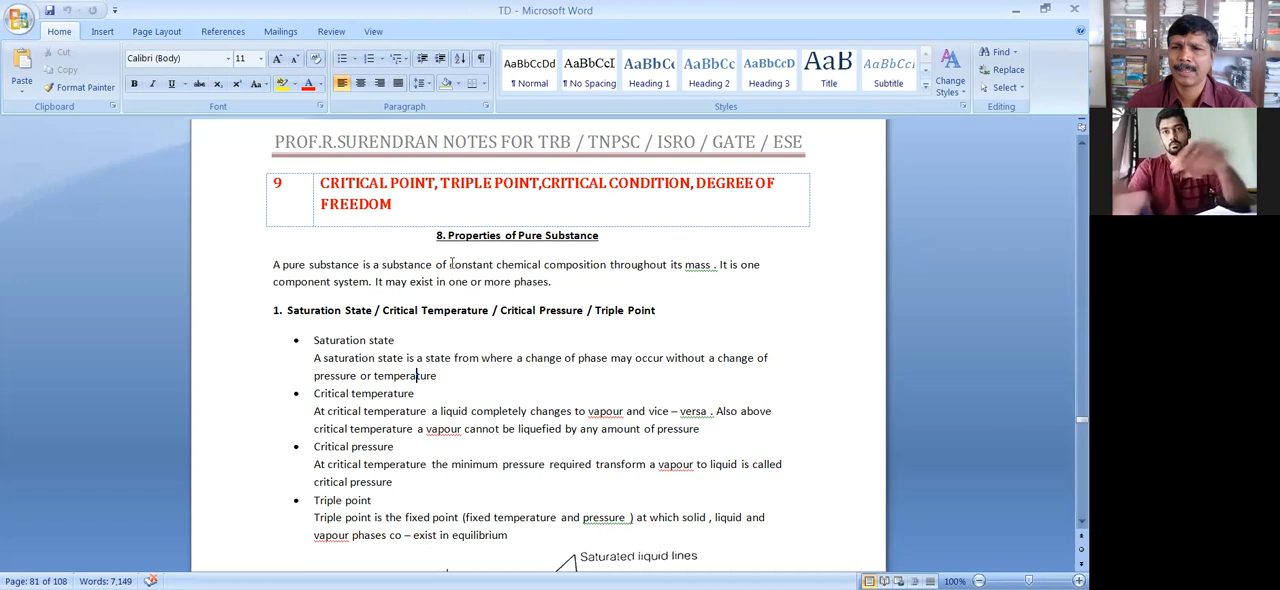 TD - Microsoft Word
Home Insert Page Layout References Mailings Review View
Paste
Cut
Copy
Format Painter
Clipboard
Calibri (Body) 11
Font
Paragraph
AaBbCcDd AaBbCcI AaBbCc AaBbCc AaBbCcD AaB AaBbCcI
¶ Normal ¶ No Spacing Heading 1 Heading 2 Heading 3 Title Subtitle
Change Styles
Styles
Find
Replace
Select
Editing
PROF.R.SURENDRAN NOTES FOR TRB / TNPSC / ISRO / GATE / ESE
9 CRITICAL POINT, TRIPLE POINT,CRITICAL CONDITION, DEGREE OF
FREEDOM
8. Properties of Pure Substance
A pure substance is a substance of constant chemical composition throughout its mass . It is one
component system. It may exist in one or more phases.
1. Saturation State / Critical Temperature / Critical Pressure / Triple Point
• Saturation state
A saturation state is a state from where a change of phase may occur without a change of
pressure or temperature
• Critical temperature
At critical temperature a liquid completely changes to vapour and vice – versa . Also above
critical temperature a vapour cannot be liquefied by any amount of pressure
• Critical pressure
At critical temperature the minimum pressure required transform a vapour to liquid is called
critical pressure
• Triple point
Triple point is the fixed point (fixed temperature and pressure ) at which solid , liquid and
vapour phases co – exist in equilibrium
Saturated liquid lines
Page: 81 of 108 Words: 7,149 100%